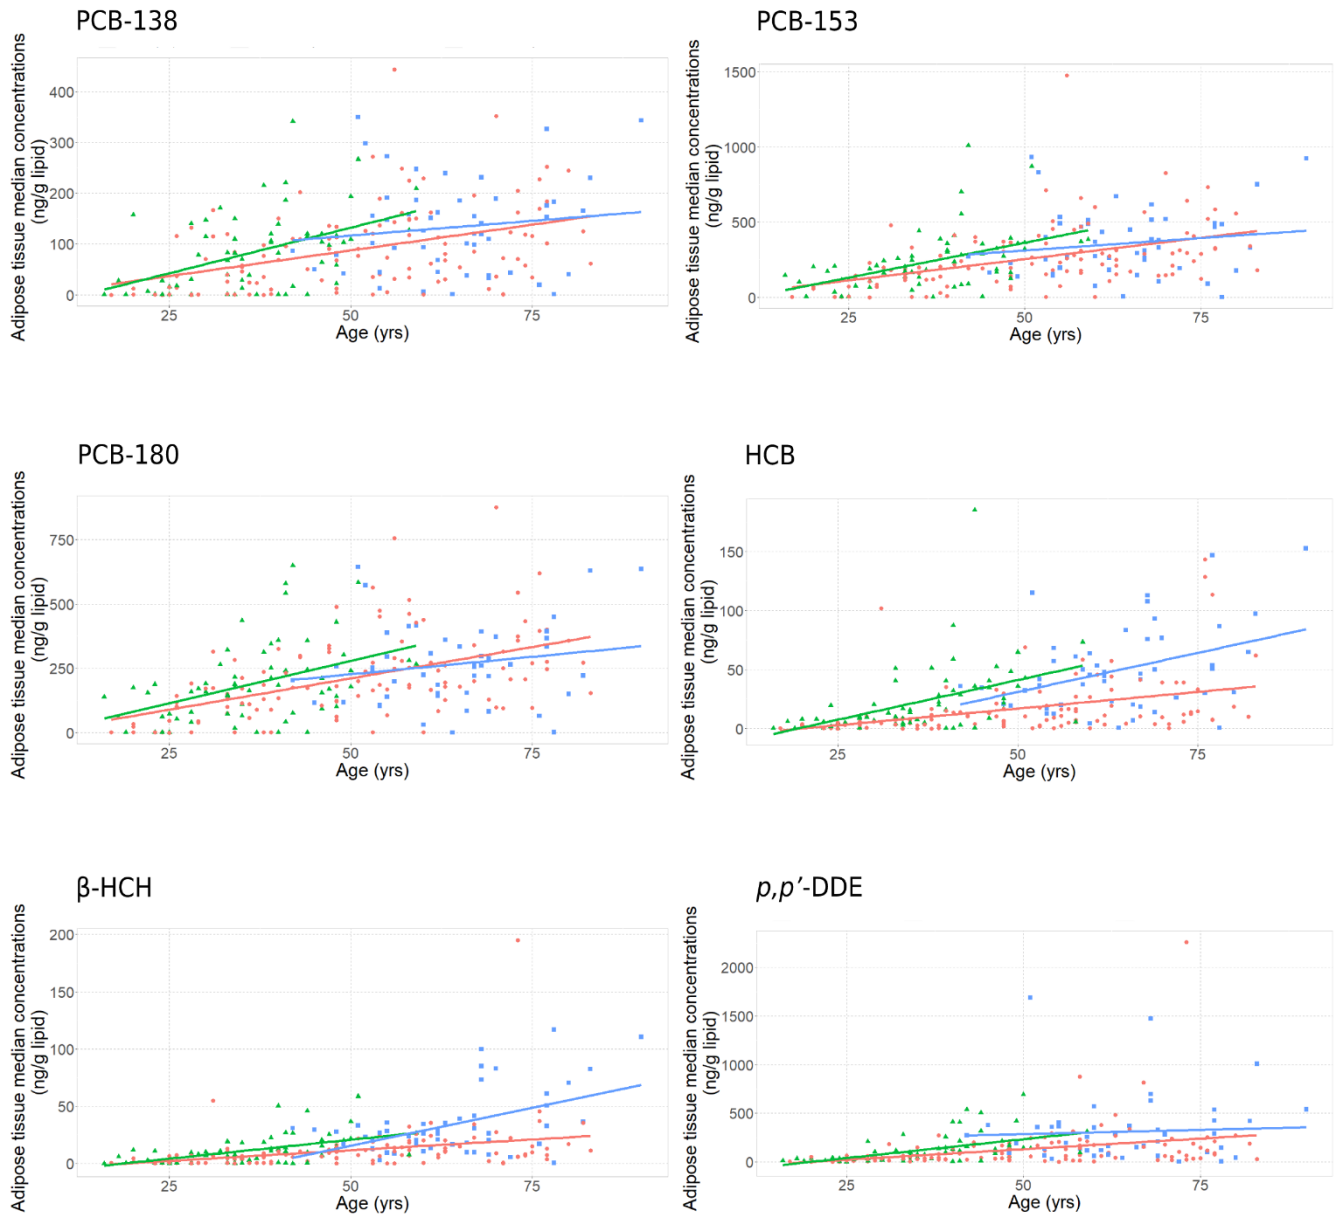 PCB-138
Adipose tissue median concentrations
(ng/g lipid)
400
300
200
100
0
25
50
75
Age (yrs)
PCB-153
Adipose tissue median concentrations
(ng/g lipid)
1500
1000
500
0
25
50
75
Age (yrs)
PCB-180
Adipose tissue median concentrations
(ng/g lipid)
750
500
250
0
25
50
75
Age (yrs)
HCB
Adipose tissue median concentrations
(ng/g lipid)
150
100
50
0
25
50
75
Age (yrs)
β-HCH
Adipose tissue median concentrations
(ng/g lipid)
200
150
100
50
0
25
50
75
Age (yrs)
p,p’-DDE
Adipose tissue median concentrations
(ng/g lipid)
2000
1500
1000
500
0
25
50
75
Age (yrs)